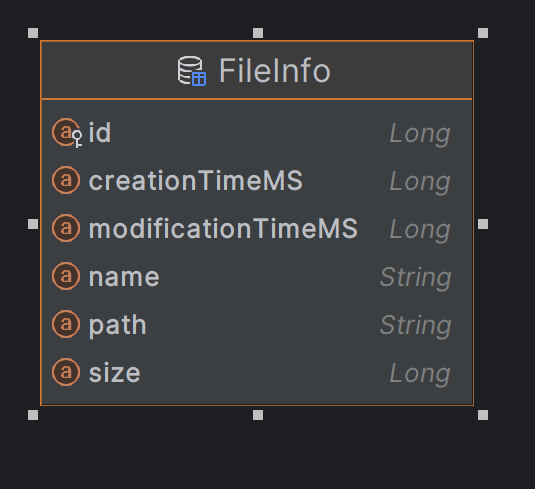 FileInfo
id Long
creationTimeMS Long
modificationTimeMS Long
name String
path String
size Long